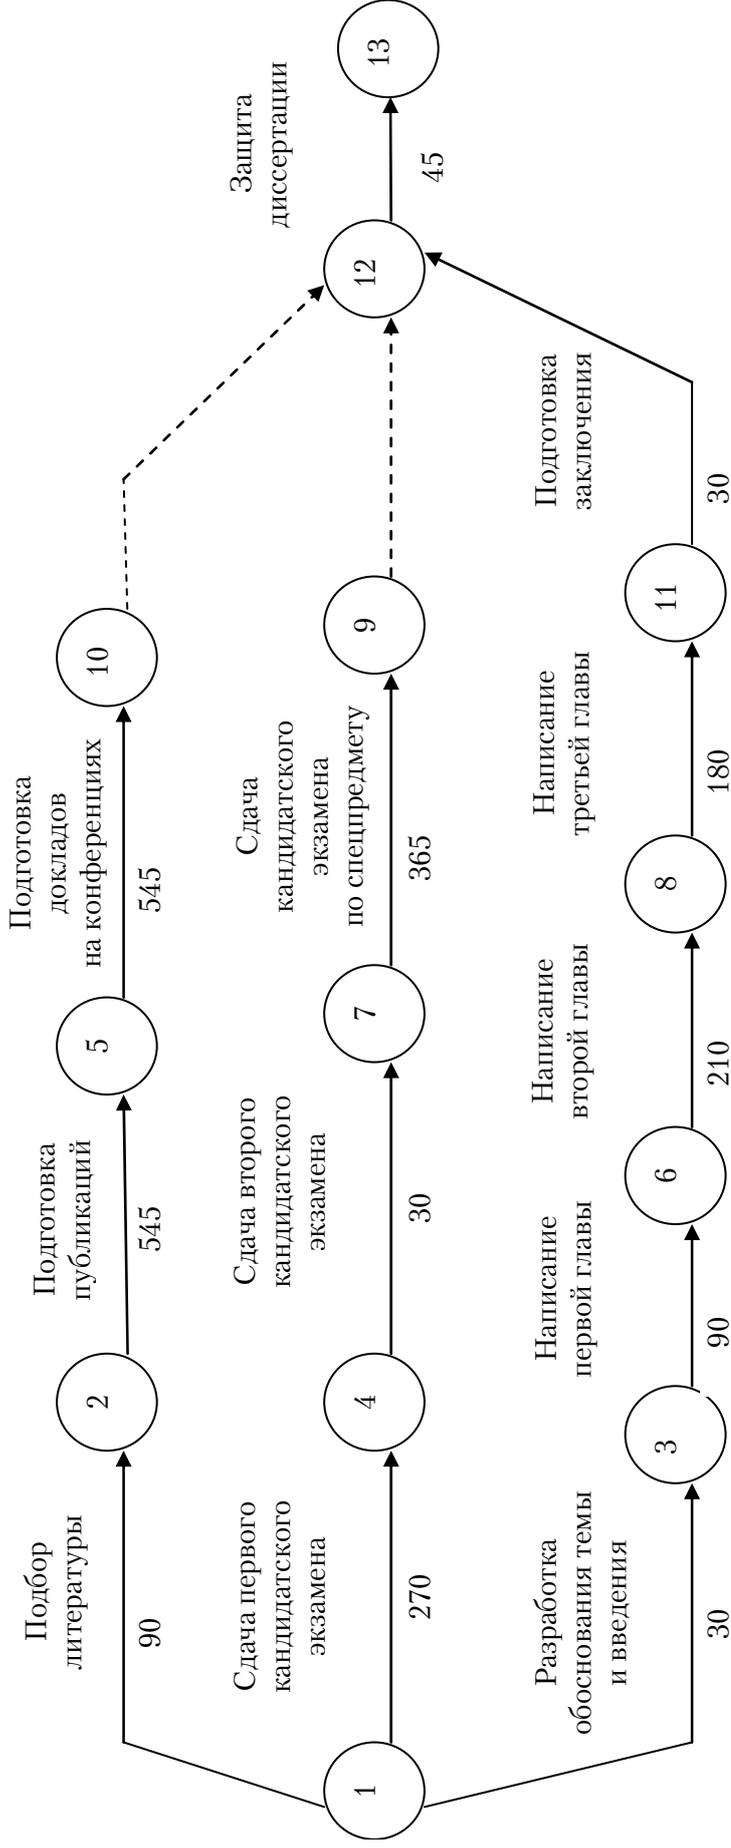 1
Подбор
литературы
90
2
Подготовка
публикаций
545
5
Подготовка
докладов
на конференциях
545
10
Сдача первого
кандидатского
экзамена
270
4
Сдача второго
кандидатского
экзамена
30
7
Сдача
кандидатского
экзамена
по спецпредмету
365
9
12
Защита
диссертации
45
13
Разработка
обоснования темы
и введения
30
3
Написание
первой главы
90
6
Написание
второй главы
210
8
Написание
третьей главы
180
11
Подготовка
заключения
30